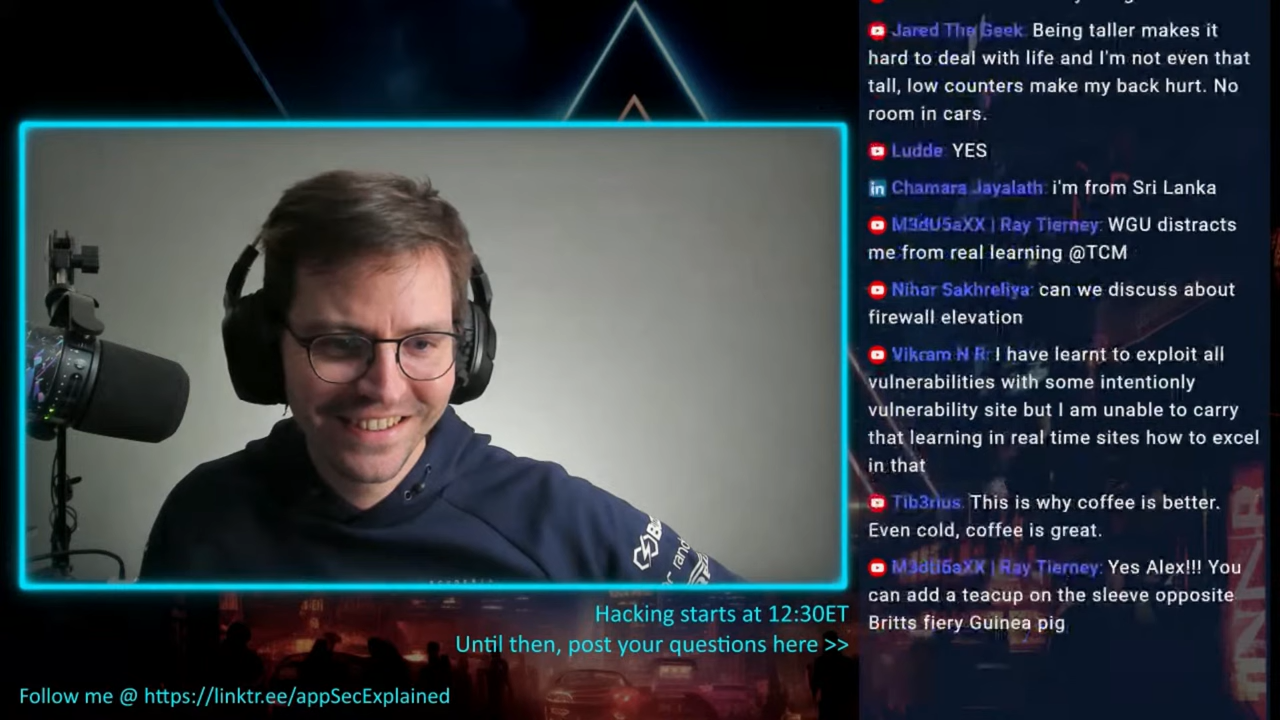 Jared The Geek: Being taller makes it
hard to deal with life and I'm not even that
tall, low counters make my back hurt. No
room in cars.
Ludde: YES
in Chamara Jayalath: i'm from Sri Lanka
M3dU5aXX | Ray Tierney: WGU distracts
me from real learning @TCM
Nihar Sakhreliya: can we discuss about
firewall elevation
Vikram N R: I have learnt to exploit all
vulnerabilities with some intentionly
vulnerability site but I am unable to carry
that learning in real time sites how to excel
in that
Tib3rius: This is why coffee is better.
Even cold, coffee is great.
M3dU5aXX | Ray Tierney: Yes Alex!!! You
can add a teacup on the sleeve opposite
Britts fiery Guinea pig
Hacking starts at 12:30ET
Until then, post your questions here >>
Follow me @ https://linktr.ee/appSecExplained